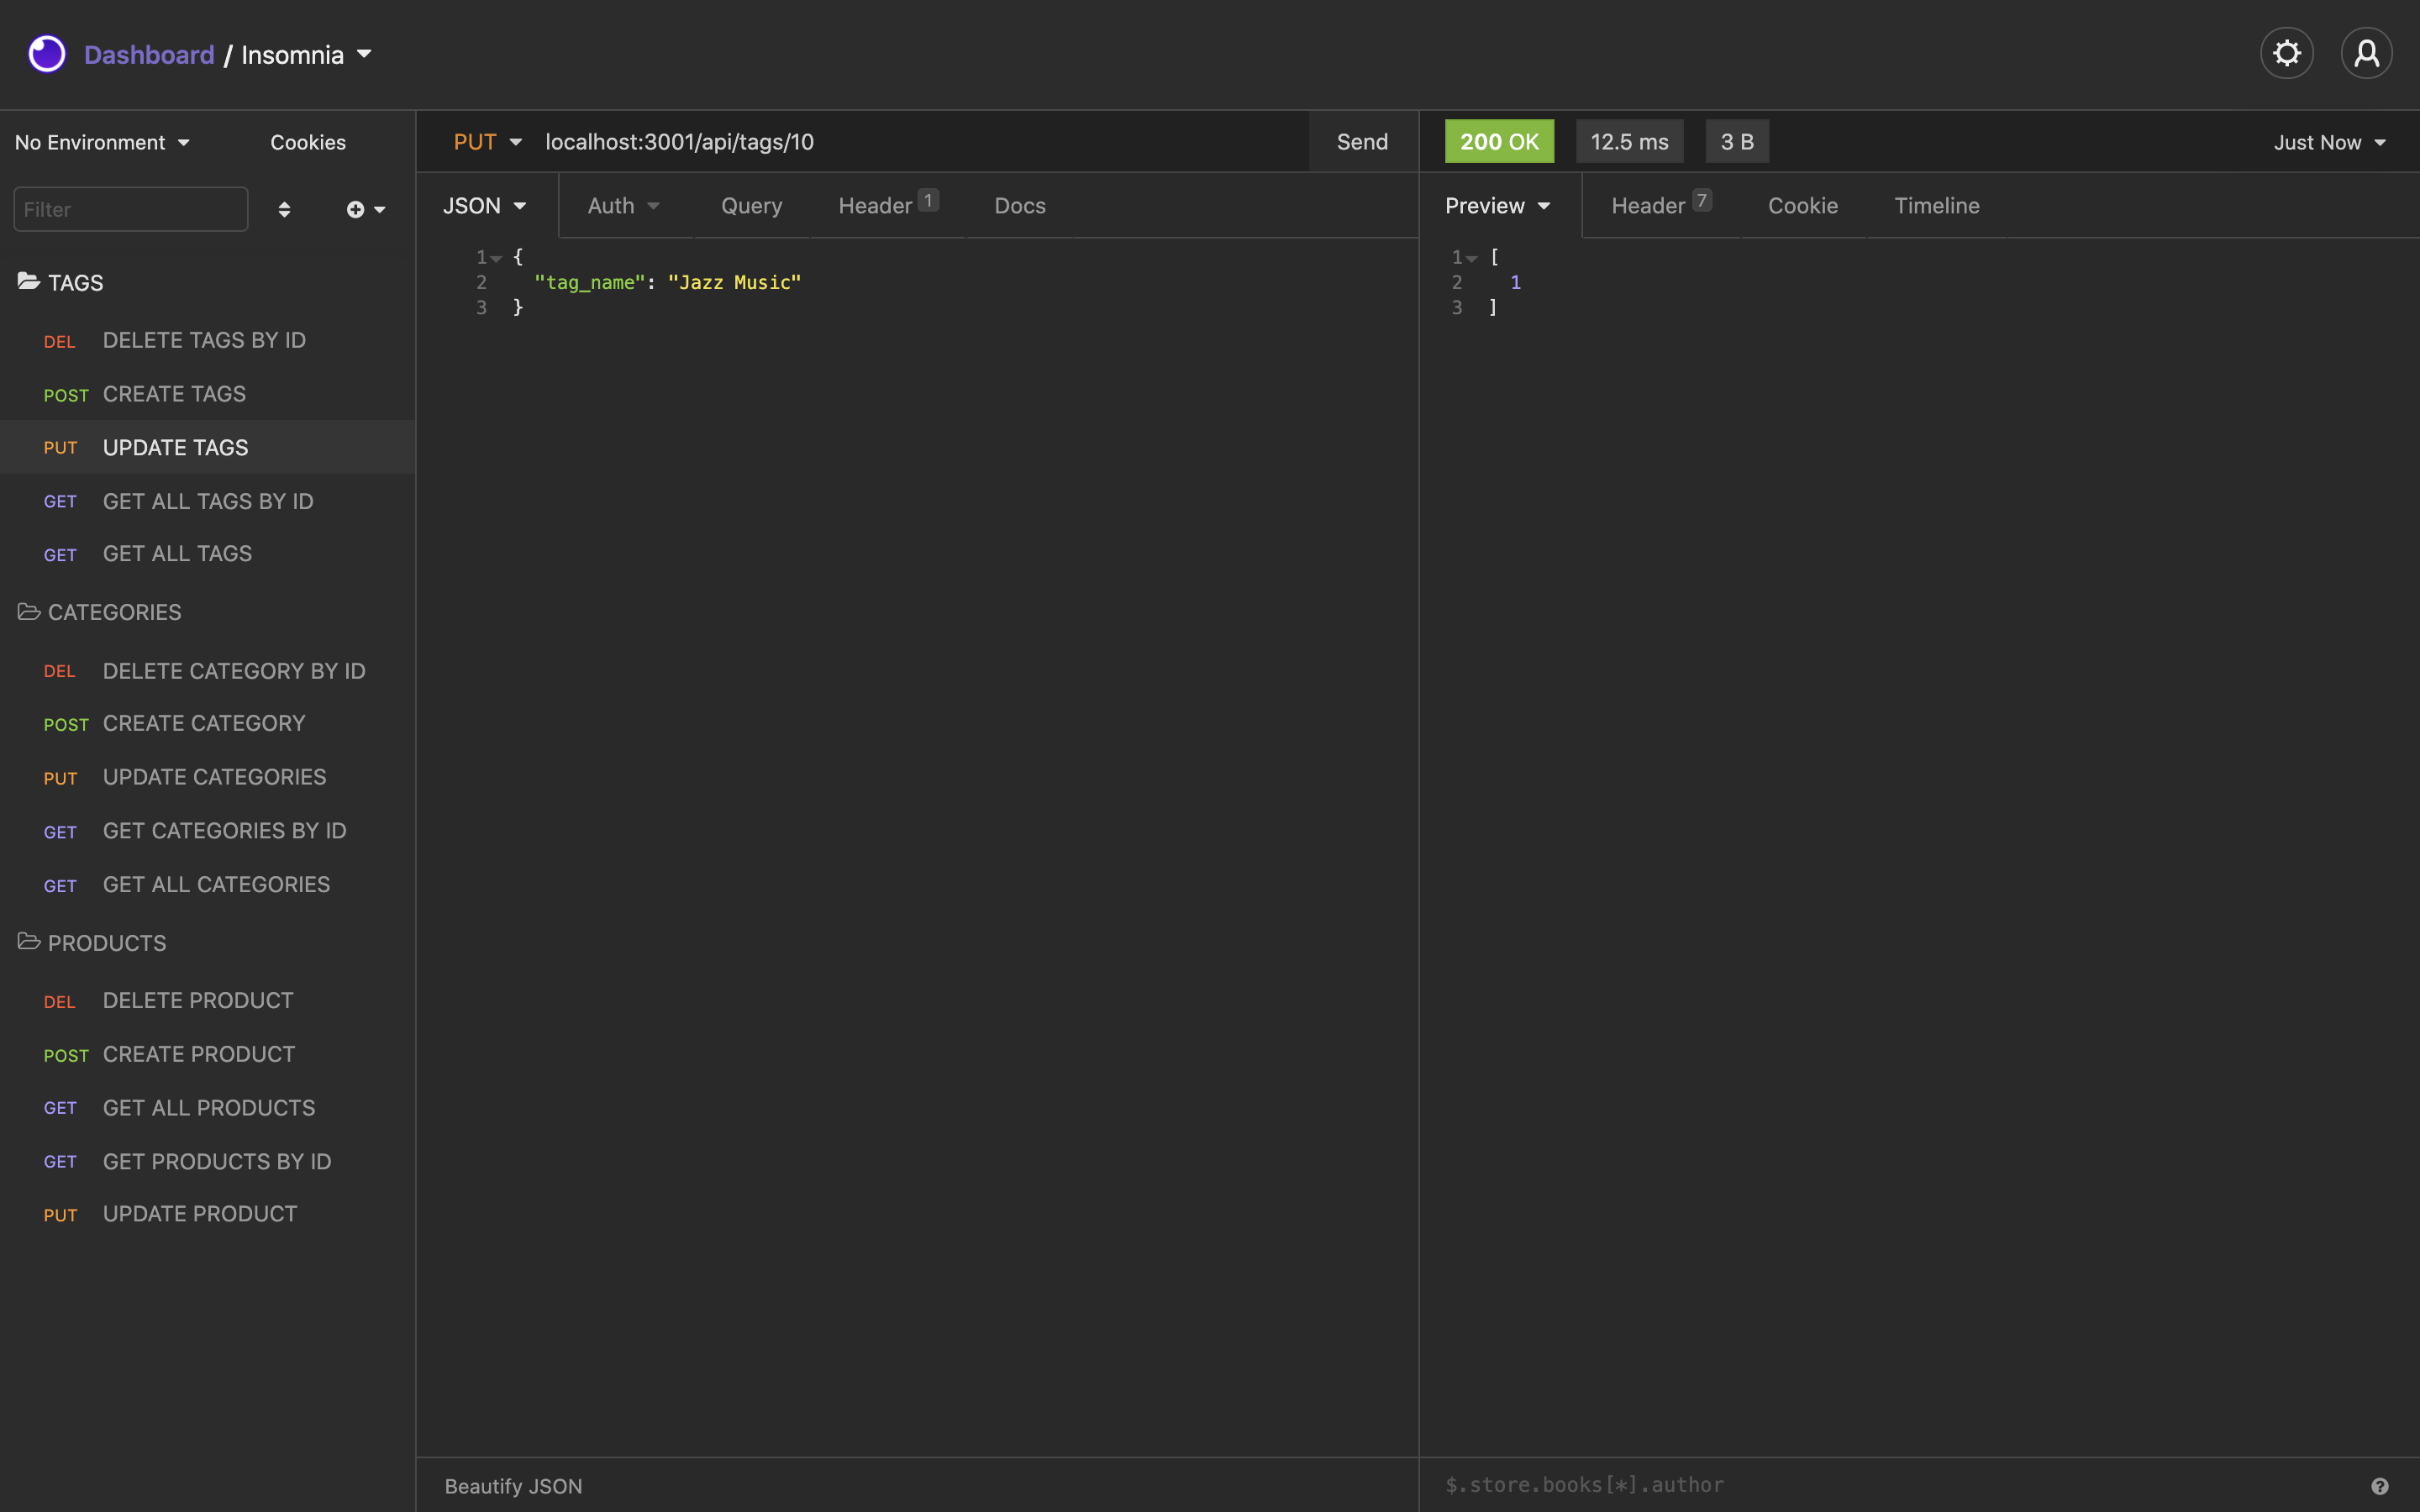 Dashboard / Insomnia
No Environment
Cookies
Filter
TAGS
DEL DELETE TAGS BY ID
POST CREATE TAGS
PUT UPDATE TAGS
GET GET ALL TAGS BY ID
GET GET ALL TAGS
CATEGORIES
DEL DELETE CATEGORY BY ID
POST CREATE CATEGORY
PUT UPDATE CATEGORIES
GET GET CATEGORIES BY ID
GET GET ALL CATEGORIES
PRODUCTS
DEL DELETE PRODUCT
POST CREATE PRODUCT
GET GET ALL PRODUCTS
GET GET PRODUCTS BY ID
PUT UPDATE PRODUCT
PUT localhost:3001/api/tags/10 Send
JSON Auth Query Header 1 Docs
1 {
2 "tag_name": "Jazz Music"
3 }
Beautify JSON
200 OK 12.5 ms 3 B Just Now
Preview Header 7 Cookie Timeline
1 [
2 1
3 ]
$.store.books[*].author ?